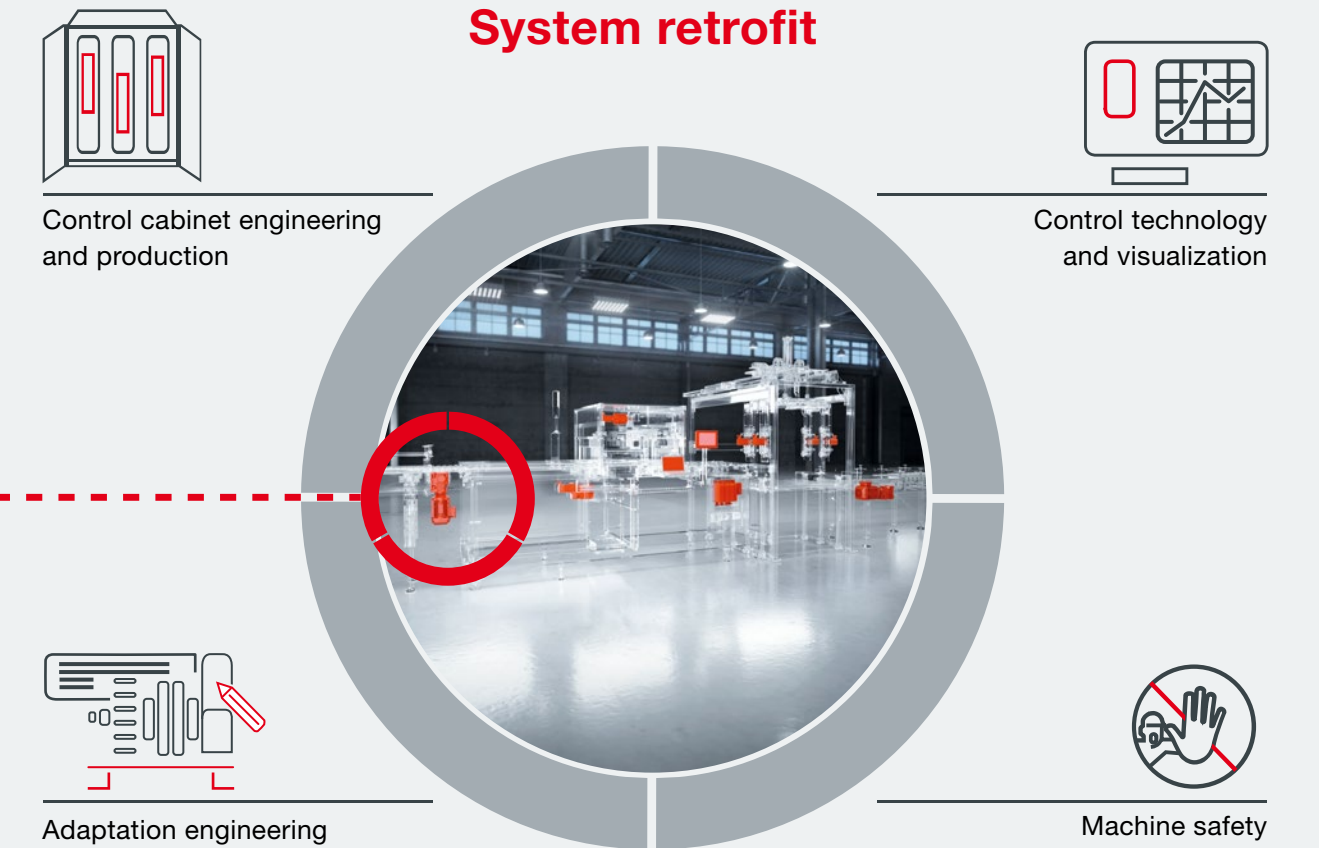 System retrofit
Control cabinet engineering
and production
Control technology
and visualization
Adaptation engineering
Machine safety